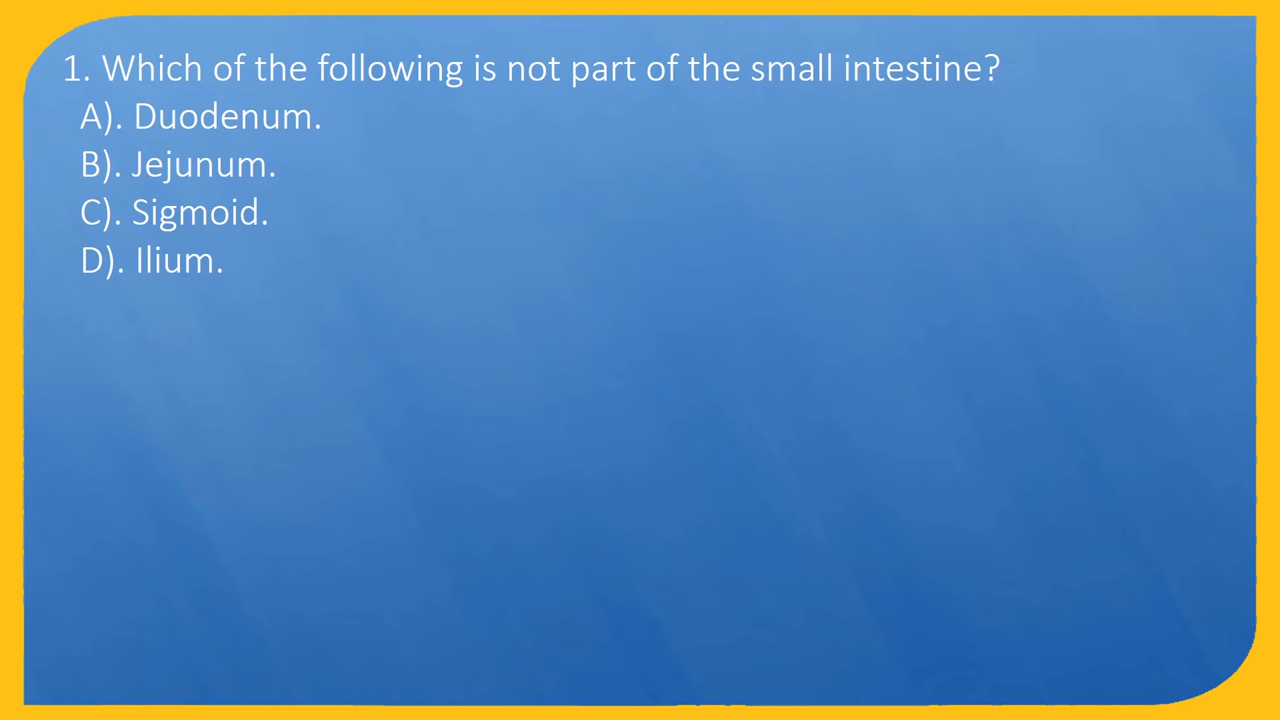 1. Which of the following is not part of the small intestine?
A). Duodenum.
B). Jejunum.
C). Sigmoid.
D). Ilium.